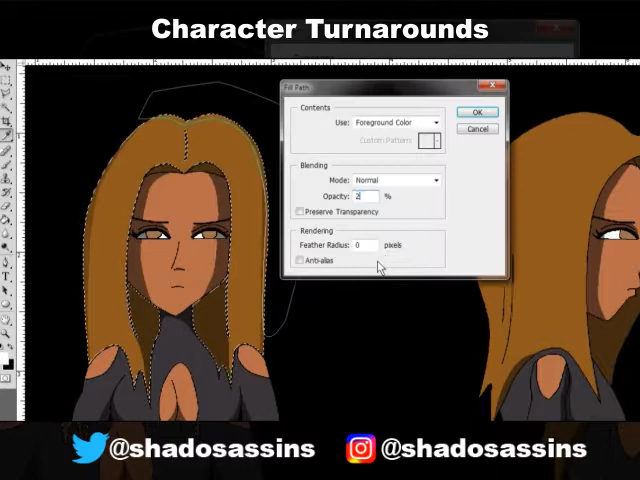 Character Turnarounds
Fill Path
Contents
Use: Foreground Color
OK
Cancel
Custom Pattern:
Blending
Mode: Normal
Opacity: 2 %
Preserve Transparency
Rendering
Feather Radius: 0 pixels
Anti-alias
@shadosassins @shadosassins